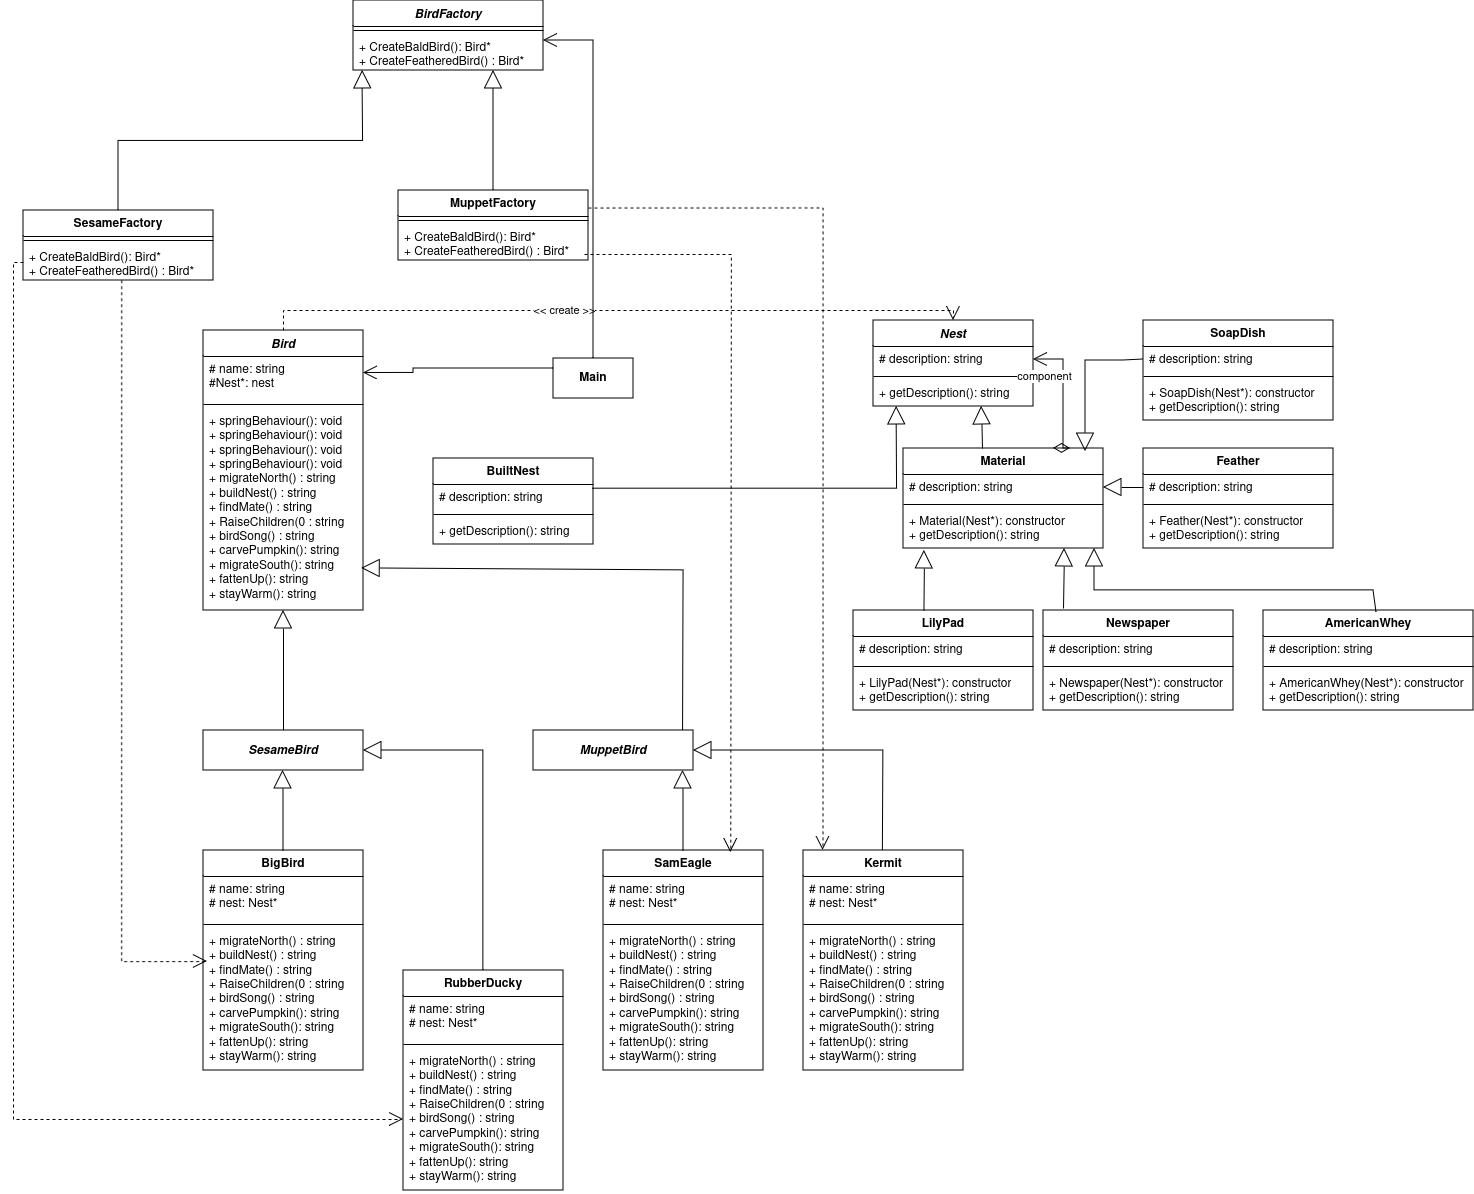 BirdFactory
+ CreateBaldBird(): Bird*
+ CreateFeatheredBird() : Bird*
SesameFactory
+ CreateBaldBird(): Bird*
+ CreateFeatheredBird() : Bird*
MuppetFactory
+ CreateBaldBird(): Bird*
+ CreateFeatheredBird() : Bird*
<< create >>
Bird
# name: string
#Nest*: nest
+ springBehaviour(): void
+ springBehaviour(): void
+ springBehaviour(): void
+ springBehaviour(): void
+ migrateNorth() : string
+ buildNest() : string
+ findMate() : string
+ RaiseChildren(0 : string
+ birdSong() : string
+ carvePumpkin(): string
+ migrateSouth(): string
+ fattenUp(): string
+ stayWarm(): string
Main
Nest
# description: string
+ getDescription(): string
component
SoapDish
# description: string
+ SoapDish(Nest*): constructor
+ getDescription(): string
BuiltNest
# description: string
+ getDescription(): string
Material
# description: string
+ Material(Nest*): constructor
+ getDescription(): string
Feather
# description: string
+ Feather(Nest*): constructor
+ getDescription(): string
LilyPad
# description: string
+ LilyPad(Nest*): constructor
+ getDescription(): string
Newspaper
# description: string
+ Newspaper(Nest*): constructor
+ getDescription(): string
AmericanWhey
# description: string
+ AmericanWhey(Nest*): constructor
+ getDescription(): string
SesameBird
MuppetBird
BigBird
# name: string
# nest: Nest*
+ migrateNorth() : string
+ buildNest() : string
+ findMate() : string
+ RaiseChildren(0 : string
+ birdSong() : string
+ carvePumpkin(): string
+ migrateSouth(): string
+ fattenUp(): string
+ stayWarm(): string
RubberDucky
# name: string
# nest: Nest*
+ migrateNorth() : string
+ buildNest() : string
+ findMate() : string
+ RaiseChildren(0 : string
+ birdSong() : string
+ carvePumpkin(): string
+ migrateSouth(): string
+ fattenUp(): string
+ stayWarm(): string
SamEagle
# name: string
# nest: Nest*
+ migrateNorth() : string
+ buildNest() : string
+ findMate() : string
+ RaiseChildren(0 : string
+ birdSong() : string
+ carvePumpkin(): string
+ migrateSouth(): string
+ fattenUp(): string
+ stayWarm(): string
Kermit
# name: string
# nest: Nest*
+ migrateNorth() : string
+ buildNest() : string
+ findMate() : string
+ RaiseChildren(0 : string
+ birdSong() : string
+ carvePumpkin(): string
+ migrateSouth(): string
+ fattenUp(): string
+ stayWarm(): string